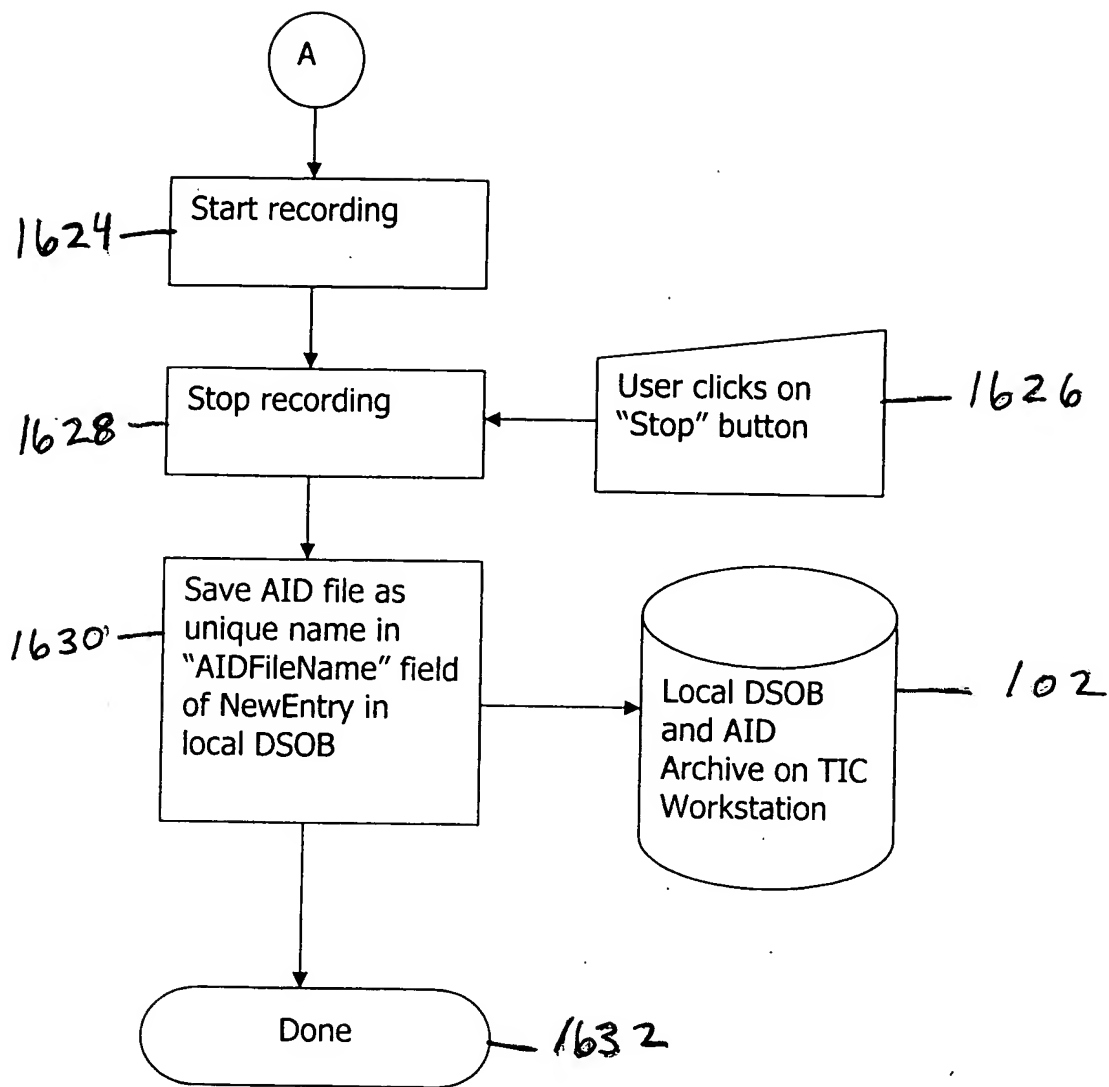 A
Start recording
1624
Stop recording
1628
User clicks on
“Stop” button
1626
Save AID file as
unique name in
“AIDFileName” field
of NewEntry in
local DSOB
1630
Local DSOB
and AID
Archive on TIC
Workstation
102
Done
1632